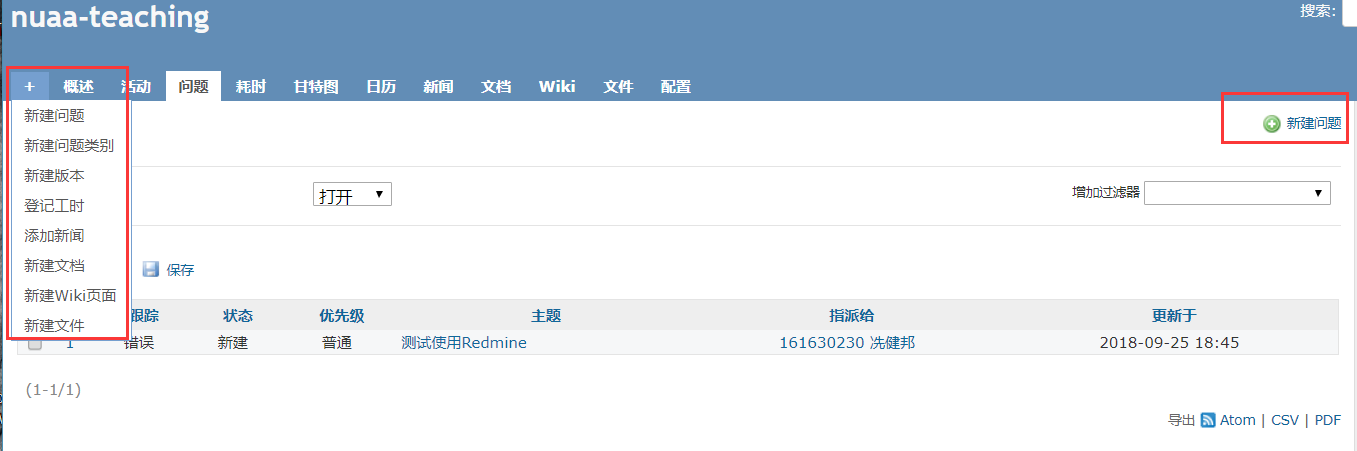 nuaa-teaching
搜索:
+ 概述 活动 问题 耗时 甘特图 日历 新闻 文档 Wiki 文件 配置
新建问题
新建问题
新建问题类别
新建版本
打开 增加过滤器
登记工时
添加新闻
新建文档
保存
新建Wiki页面
新建文件
跟踪 状态 优先级 主题 指派给 更新于
1 错误 新建 普通 测试使用Redmine 161630230 冼健邦 2018-09-25 18:45
(1-1/1)
导出 Atom | CSV | PDF